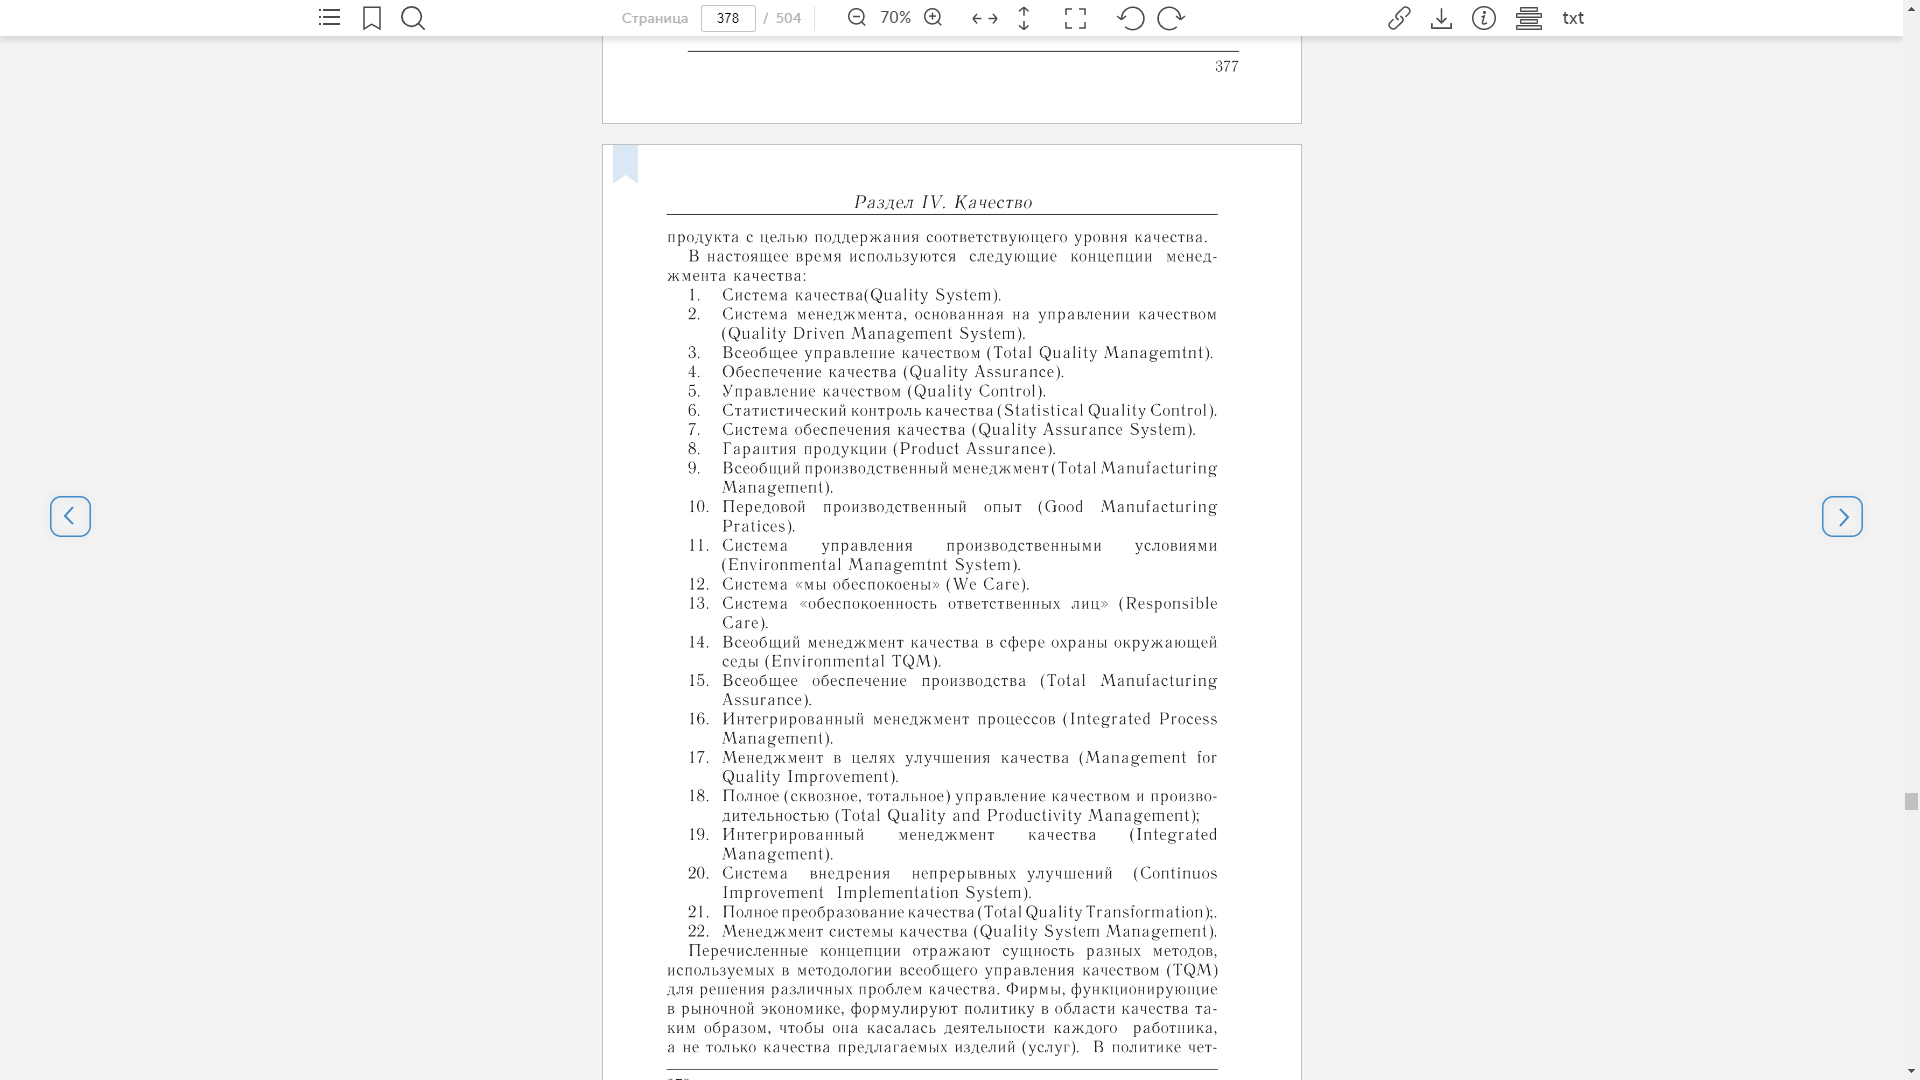 Страница 378 / 504 70% txt
377
Раздел IV. Качество
продукта с целью поддержания соответствующего уровня качества.
В настоящее время используются следующие концепции менед-
жмента качества:
1. Система качества(Quality System).
2. Система менеджмента, основанная на управлении качеством
(Quality Driven Management System).
3. Всеобщее управление качеством (Total Quality Managemtnt).
4. Обеспечение качества (Quality Assurance).
5. Управление качеством (Quality Control).
6. Статистический контроль качества (Statistical Quality Control).
7. Система обеспечения качества (Quality Assurance System).
8. Гарантия продукции (Product Assurance).
9. Всеобщий производственный менеджмент (Total Manufacturing
Management).
10. Передовой производственный опыт (Good Manufacturing
Pratices).
11. Система управления производственными условиями
(Environmental Managemtnt System).
12. Система «мы обеспокоены» (We Care).
13. Система «обеспокоенность ответственных лиц» (Responsible
Care).
14. Всеобщий менеджмент качества в сфере охраны окружающей
седы (Environmental TQM).
15. Всеобщее обеспечение производства (Total Manufacturing
Assurance).
16. Интегрированный менеджмент процессов (Integrated Process
Management).
17. Менеджмент в целях улучшения качества (Management for
Quality Improvement).
18. Полное (сквозное, тотальное) управление качеством и произво-
дительностью (Total Quality and Productivity Management);
19. Интегрированный менеджмент качества (Integrated
Management).
20. Система внедрения непрерывных улучшений (Continuos
Improvement Implementation System).
21. Полное преобразование качества (Total Quality Transformation);.
22. Менеджмент системы качества (Quality System Management).
Перечисленные концепции отражают сущность разных методов,
используемых в методологии всеобщего управления качеством (TQM)
для решения различных проблем качества. Фирмы, функционирующие
в рыночной экономике, формулируют политику в области качества та-
ким образом, чтобы она касалась деятельности каждого работника,
а не только качества предлагаемых изделий (услуг). В политике чет-